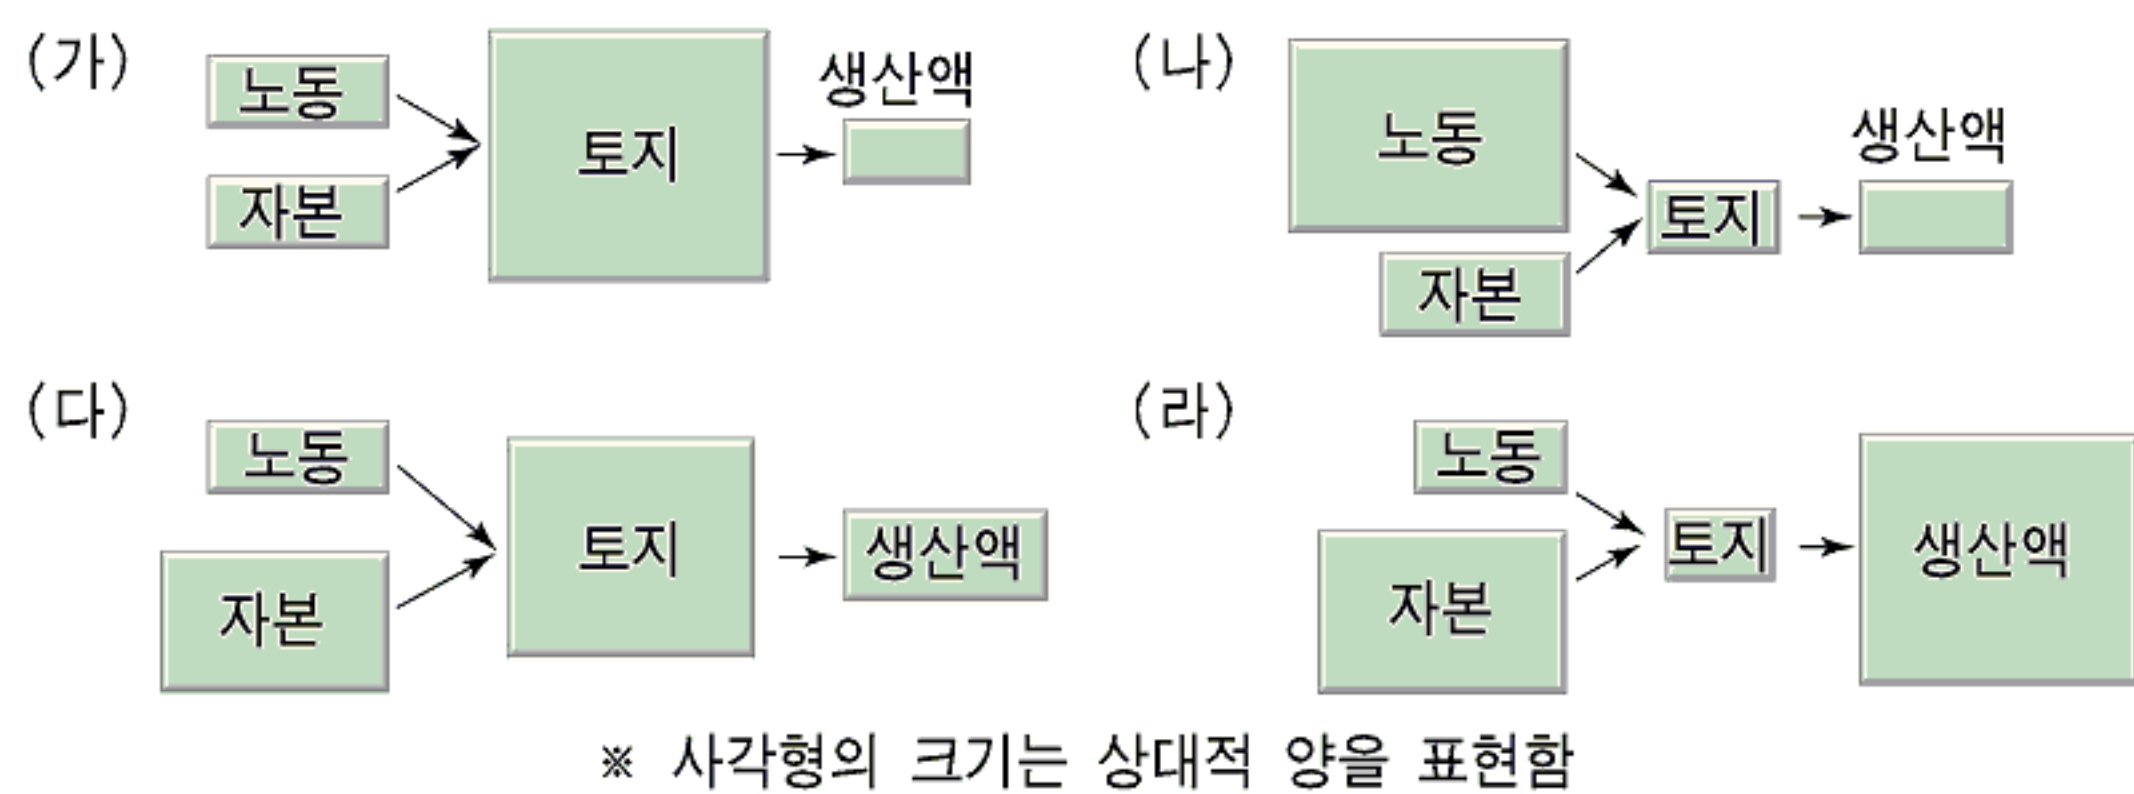 (가)
노동
자본
토지
생산액
(나)
노동
자본
토지
생산액
(다)
노동
자본
토지
생산액
(라)
노동
자본
토지
생산액
※ 사각형의 크기는 상대적 양을 표현함